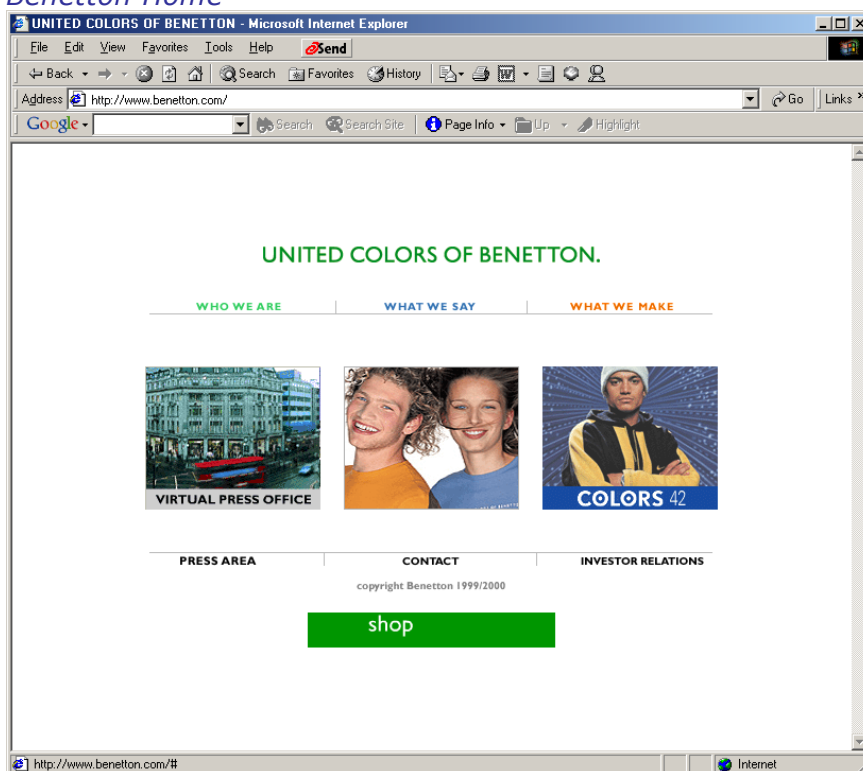 Benetton Home
UNITED COLORS OF BENETTON - Microsoft Internet Explorer
File Edit View Favorites Tools Help Send
Back Search Favorites History
Address http://www.benetton.com/ Go Links »
Google Search Search Site Page Info Up Highlight
UNITED COLORS OF BENETTON.
WHO WE ARE WHAT WE SAY WHAT WE MAKE
VIRTUAL PRESS OFFICE COLORS 42
PRESS AREA CONTACT INVESTOR RELATIONS
copyright Benetton 1999/2000
shop
http://www.benetton.com/# Internet